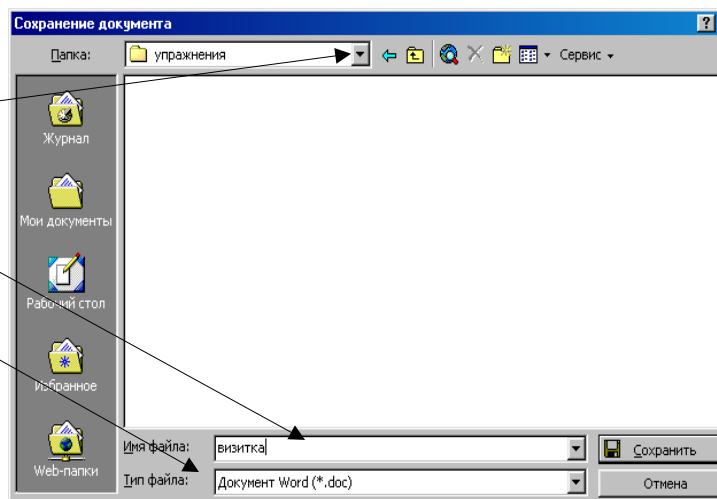 Сохранение документа ?
Папка: упражнения Сервис
Журнал
Мои документы
Рабочий стол
Избранное
Web-папки
Имя файла: визитка Сохранить
Тип файла: Документ Word (*.doc) Отмена